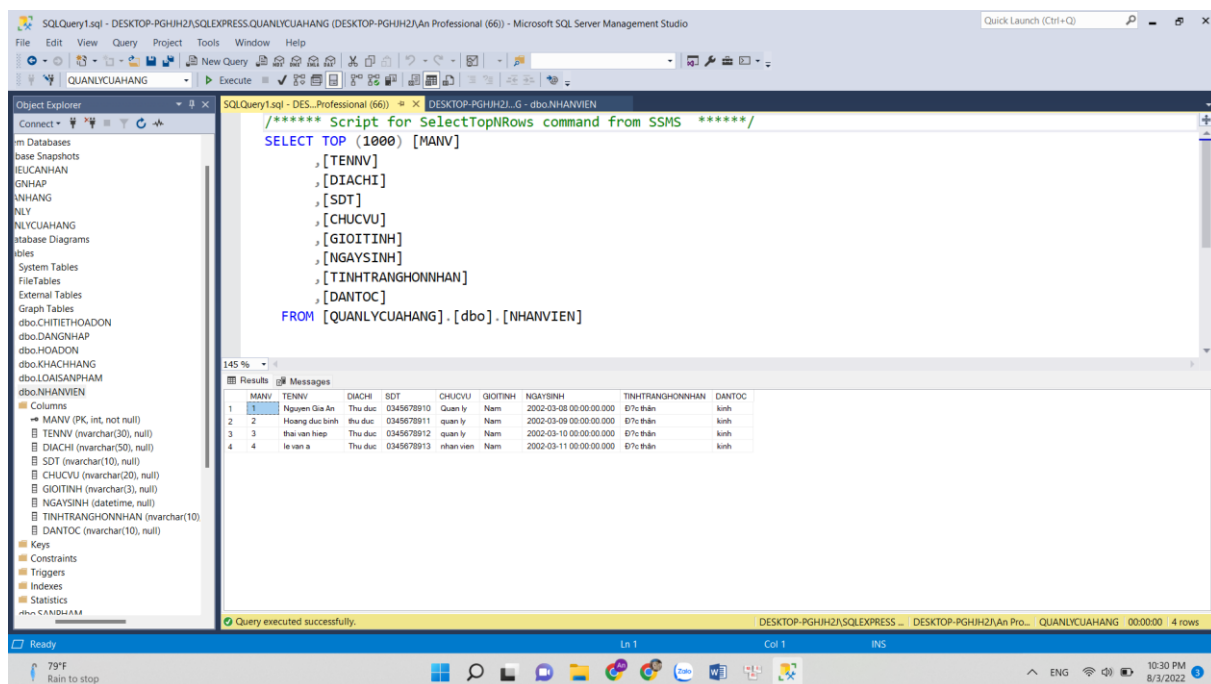 SQLQuery1.sql - DESKTOP-PGHJH2J\SQLEXPRESS.QUANLYCUAHANG (DESKTOP-PGHJH2J\An Professional (66)) - Microsoft SQL Server Management Studio
Quick Launch (Ctrl+Q)
File Edit View Query Project Tools Window Help
New Query
QUANLYCUAHANG Execute
Object Explorer
SQLQuery1.sql - DES...Professional (66)) DESKTOP-PGHJH2J...G - dbo.NHANVIEN
Connect
em Databases
base Snapshots
IEUCANHAN
GNHAP
ANHANG
NLY
NLYCUAHANG
atabase Diagrams
bles
System Tables
FileTables
External Tables
Graph Tables
dbo.CHITIETHOADON
dbo.DANGNHAP
dbo.HOADON
dbo.KHACHHANG
dbo.LOAISANPHAM
dbo.NHANVIEN
Columns
MANV (PK, int, not null)
TENNV (nvarchar(30), null)
DIACHI (nvarchar(50), null)
SDT (nvarchar(10), null)
CHUCVU (nvarchar(20), null)
GIOITINH (nvarchar(3), null)
NGAYSINH (datetime, null)
TINHTRANGHONNHAN (nvarchar(10)
DANTOC (nvarchar(10), null)
Keys
Constraints
Triggers
Indexes
Statistics
dbo.SANPHAM
/****** Script for SelectTopNRows command from SSMS ******/
SELECT TOP (1000) [MANV]
,[TENNV]
,[DIACHI]
,[SDT]
,[CHUCVU]
,[GIOITINH]
,[NGAYSINH]
,[TINHTRANGHONNHAN]
,[DANTOC]
FROM [QUANLYCUAHANG].[dbo].[NHANVIEN]
145 %
Results Messages
MANV TENNV DIACHI SDT CHUCVU GIOITINH NGAYSINH TINHTRANGHONNHAN DANTOC
1 1 Nguyen Gia An Thu duc 0345678910 Quan ly Nam 2002-03-08 00:00:00.000 Đ?c thân kinh
2 2 Hoang duc binh thu duc 0345678911 quan ly Nam 2002-03-09 00:00:00.000 Đ?c thân kinh
3 3 thai van hiep Thu duc 0345678912 quan ly Nam 2002-03-10 00:00:00.000 Đ?c thân kinh
4 4 le van a Thu duc 0345678913 nhan vien Nam 2002-03-11 00:00:00.000 Đ?c thân kinh
Query executed successfully.
DESKTOP-PGHJH2J\SQLEXPRESS ... DESKTOP-PGHJH2J\An Pro... QUANLYCUAHANG 00:00:00 4 rows
Ready Ln 1 Col 1 INS
79°F
Rain to stop
Zalo
ENG
10:30 PM
8/3/2022
3